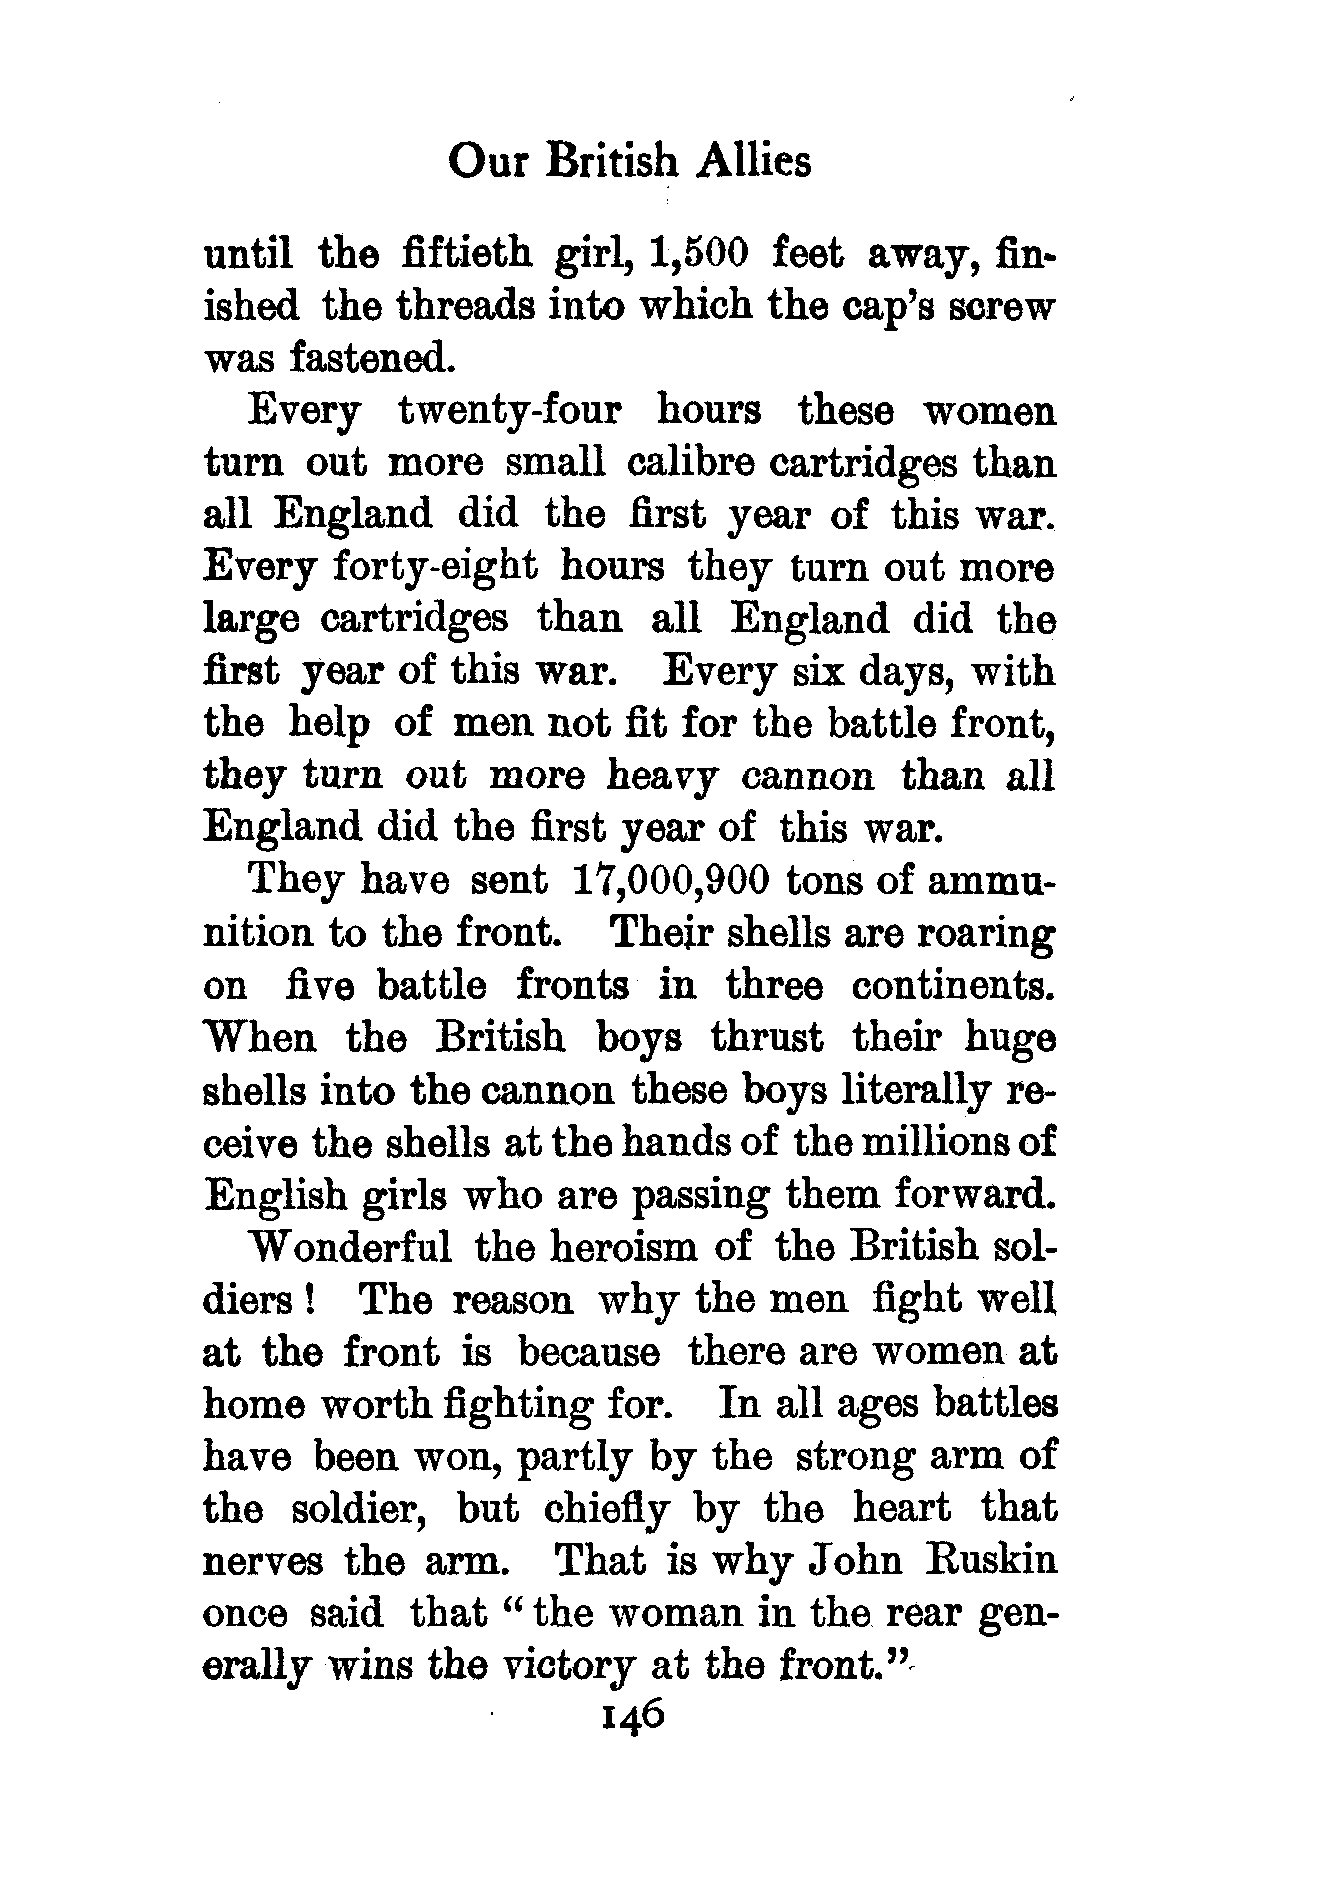 Our British Allies
until the fiftieth girl, 1,500 feet away, fin-
ished the threads into which the cap's screw
was fastened.
Every twenty-four hours these women
turn out more small calibre cartridges than
all England did the first year of this war.
Every forty-eight hours they turn out more
large cartridges than all England did the
first year of this war. Every six days, with
the help of men not fit for the battle front,
they turn out more heavy cannon than all
England did the first year of this war.
They have sent 17,000,900 tons of ammu-
nition to the front. Their shells are roaring
on five battle fronts in three continents.
When the British boys thrust their huge
shells into the cannon these boys literally re-
ceive the shells at the hands of the millions of
English girls who are passing them forward.
Wonderful the heroism of the British sol-
diers! The reason why the men fight well
at the front is because there are women at
home worth fighting for. In all ages battles
have been won, partly by the strong arm of
the soldier, but chiefly by the heart that
nerves the arm. That is why John Ruskin
once said that "the woman in the rear gen-
erally wins the victory at the front."
146